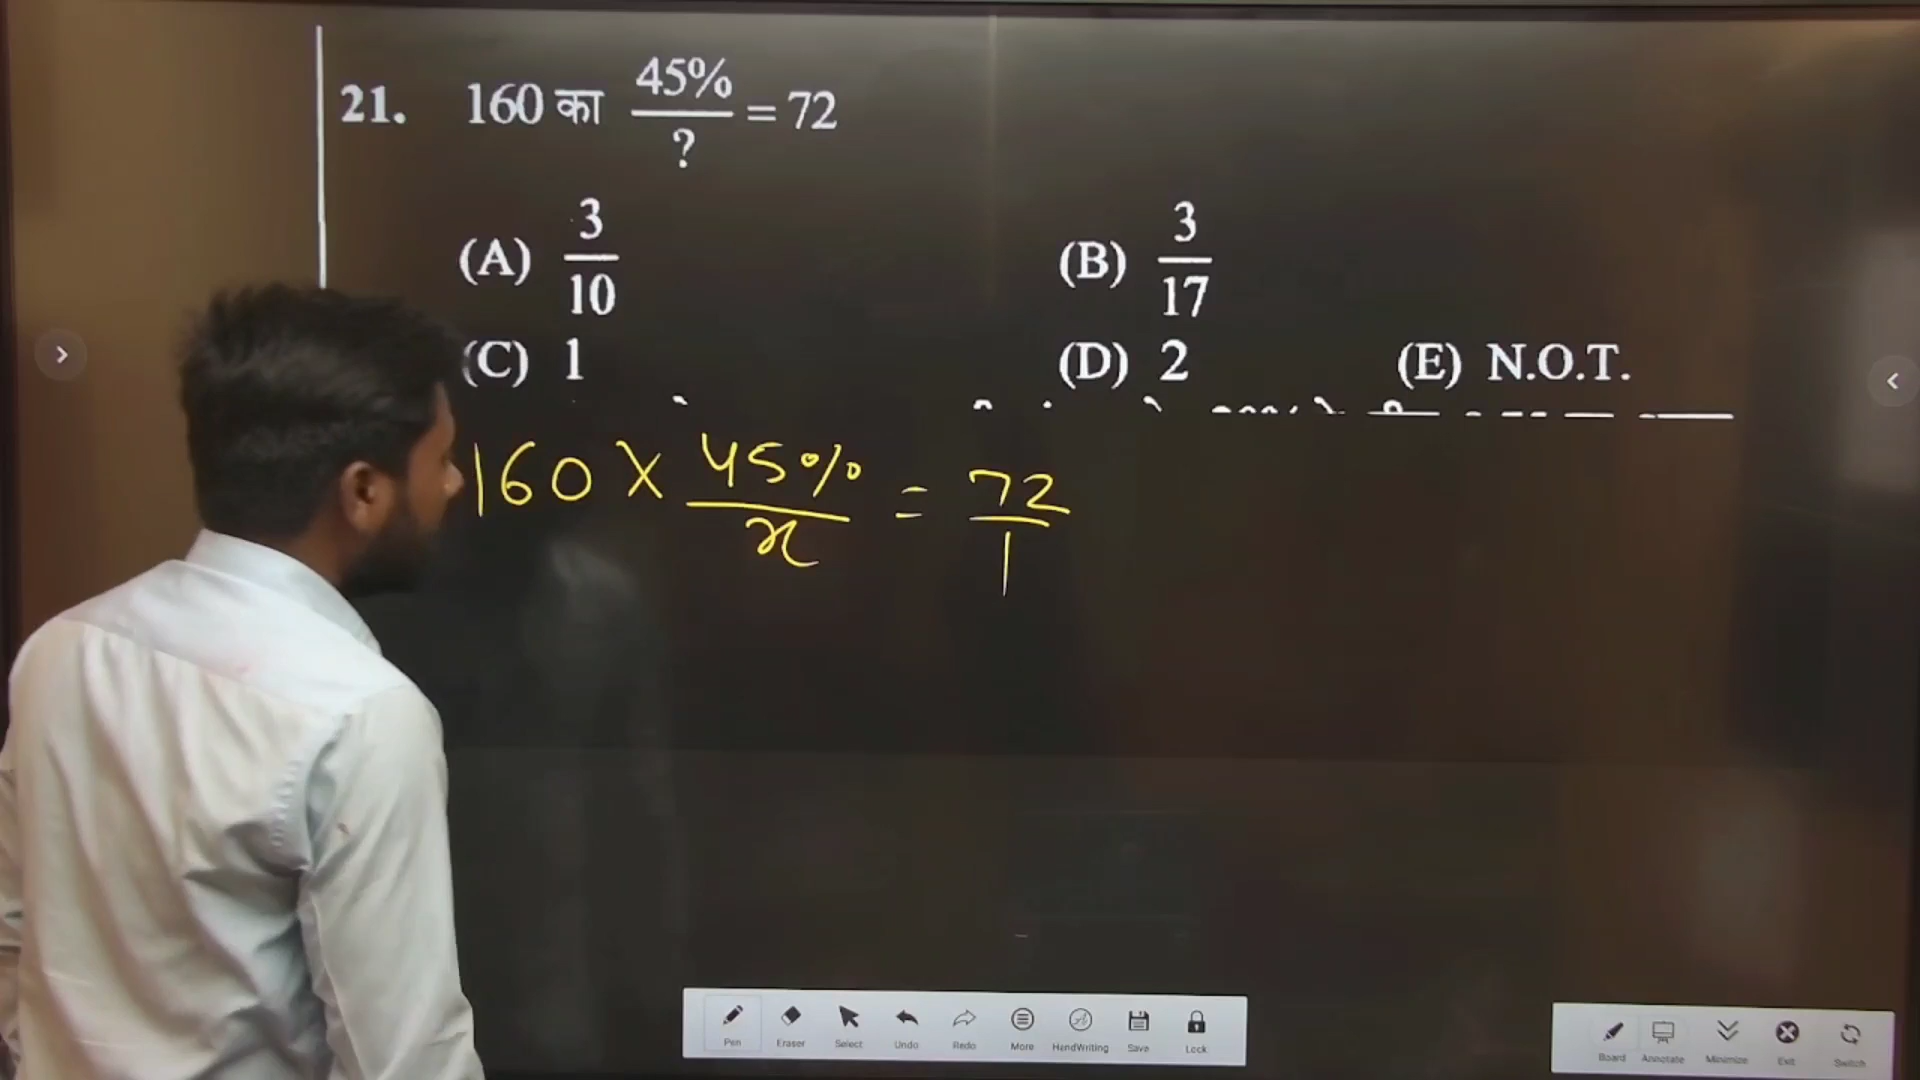 21. 160 का 45%/? = 72
(A) 3/10 (B) 3/17
(C) 1 (D) 2 (E) N.O.T.
160 X 45%/x = 72/1
Pen Eraser Select Undo Redo More HandWriting Save Lock
Board Annotate Minimize Exit Switch